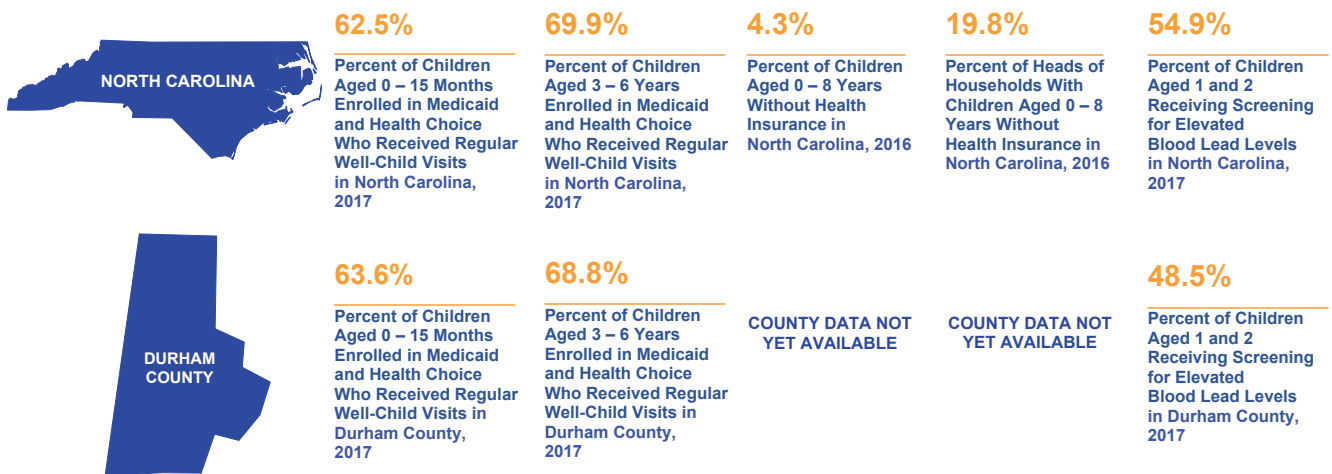 NORTH CAROLINA
62.5%
Percent of Children
Aged 0 – 15 Months
Enrolled in Medicaid
and Health Choice
Who Received Regular
Well-Child Visits
in North Carolina,
2017
69.9%
Percent of Children
Aged 3 – 6 Years
Enrolled in Medicaid
and Health Choice
Who Received Regular
Well-Child Visits
in North Carolina,
2017
4.3%
Percent of Children
Aged 0 – 8 Years
Without Health
Insurance in
North Carolina, 2016
19.8%
Percent of Heads of
Households With
Children Aged 0 – 8
Years Without
Health Insurance in
North Carolina, 2016
54.9%
Percent of Children
Aged 1 and 2
Receiving Screening
for Elevated
Blood Lead Levels
in North Carolina,
2017
DURHAM
COUNTY
63.6%
Percent of Children
Aged 0 – 15 Months
Enrolled in Medicaid
and Health Choice
Who Received Regular
Well-Child Visits in
Durham County,
2017
68.8%
Percent of Children
Aged 3 – 6 Years
Enrolled in Medicaid
and Health Choice
Who Received Regular
Well-Child Visits in
Durham County,
2017
COUNTY DATA NOT
YET AVAILABLE
COUNTY DATA NOT
YET AVAILABLE
48.5%
Percent of Children
Aged 1 and 2
Receiving Screening
for Elevated
Blood Lead Levels
in Durham County,
2017